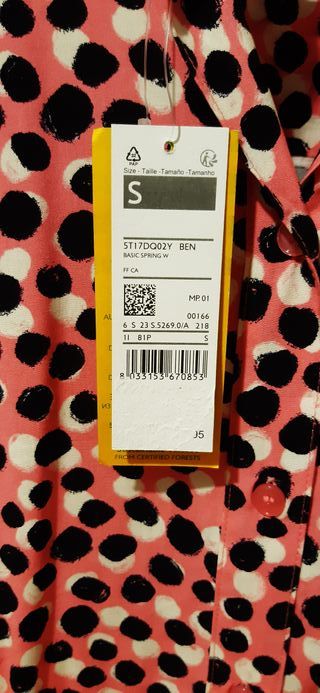 PAP
Size - Taille -Tamaño -Tamanho
S
5T17DQ02Y BEN
BASIC SPRING W
FF CA
MP. 01
00166
6 S 23 S.5269.0/A 218
11 81P S
8 033153 670853
J5
FROM CERTIFIED FORESTS